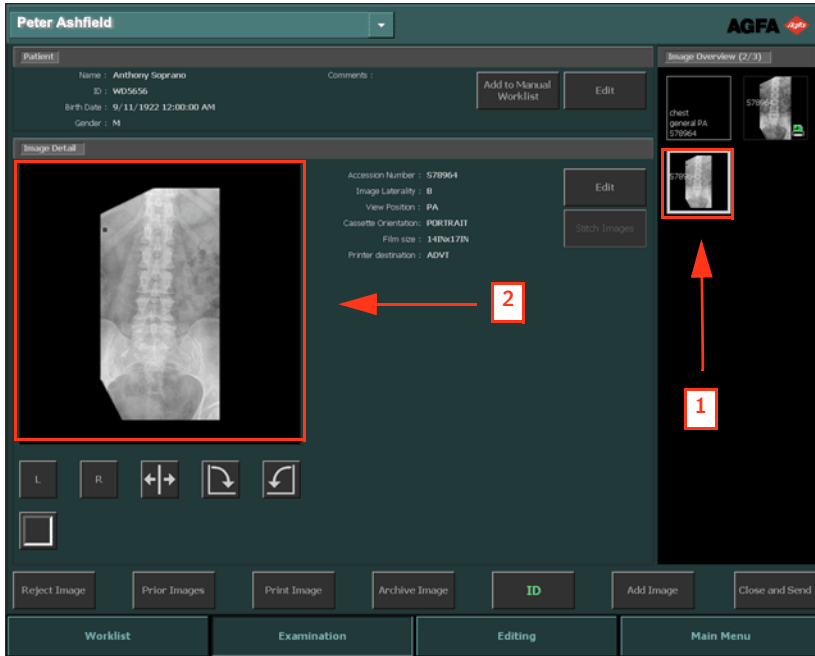 Peter Ashfield
AGFA
Patient
Name : Anthony Soprano
ID : WD5656
Birth Date : 9/11/1922 12:00:00 AM
Gender : M
Comments :
Add to Manual
Worklist
Edit
Image Overview (2/3)
chest
general PA
S78964
S7896
S7896
Image Detail
Accession Number : S78964
Image Laterality : B
View Position : PA
Cassette Orientation: PORTRAIT
Film size : 14INx17IN
Printer destination : ADVT
Edit
Stitch Images
2
1
L
R
Reject Image
Prior Images
Print Image
Archive Image
ID
Add Image
Close and Send
Worklist
Examination
Editing
Main Menu